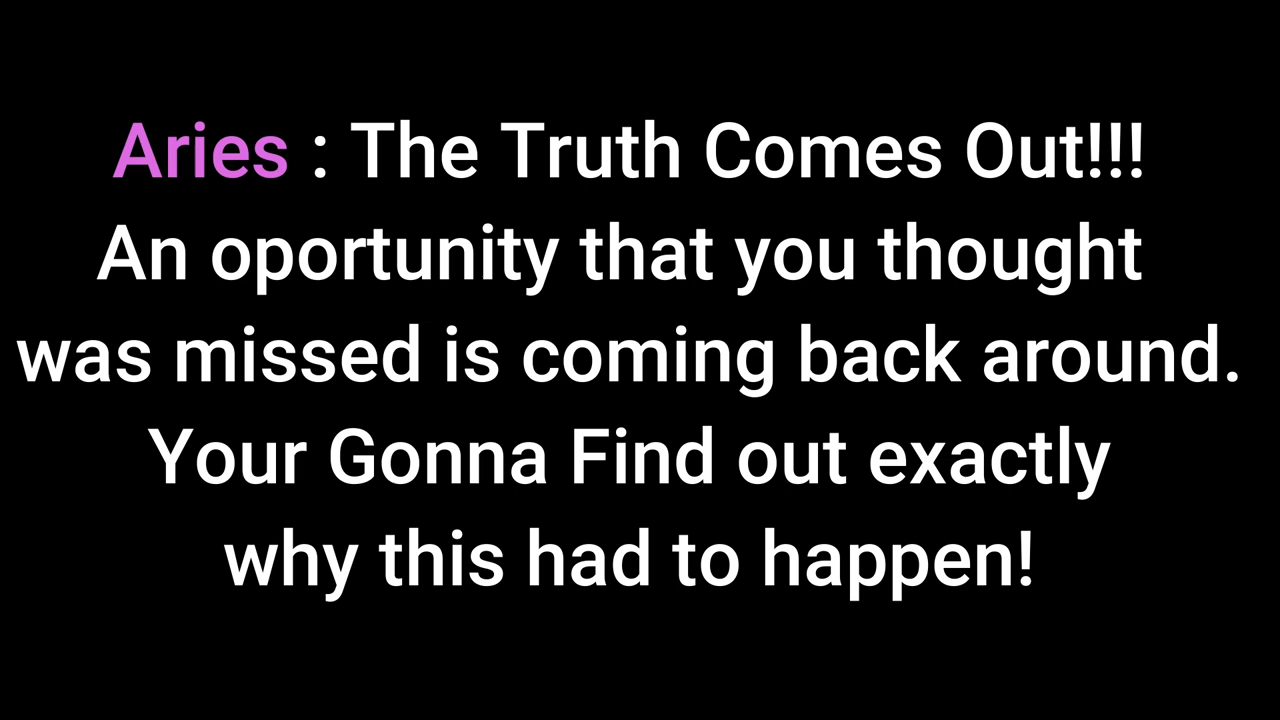 Aries : The Truth Comes Out!!!
An oportunity that you thought
was missed is coming back around.
Your Gonna Find out exactly
why this had to happen!